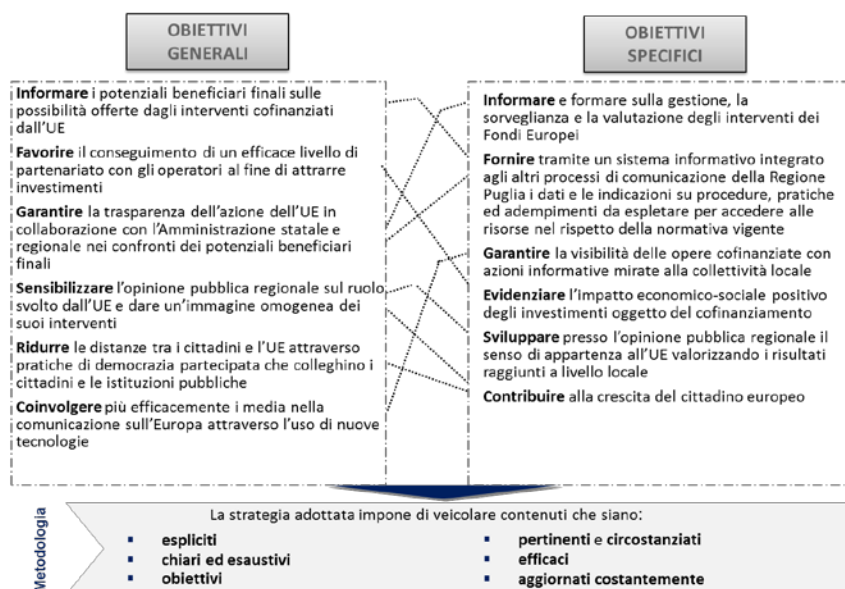 OBIETTIVI
GENERALI
Informare i potenziali beneficiari finali sulle
possibilità offerte dagli interventi cofinanziati
dall'UE
Favorire il conseguimento di un efficace livello di
partenariato con gli operatori al fine di attrarre
investimenti
Garantire la trasparenza dell'azione dell'UE in
collaborazione con l'Amministrazione statale e
regionale nei confronti dei potenziali beneficiari
finali
Sensibilizzare l'opinione pubblica regionale sul ruolo
svolto dall'UE e dare un'immagine omogenea dei
suoi interventi
Ridurre le distanze tra i cittadini e l'UE attraverso
pratiche di democrazia partecipata che colleghino i
cittadini e le istituzioni pubbliche
Coinvolgere più efficacemente i media nella
comunicazione sull'Europa attraverso l'uso di nuove
tecnologie
OBIETTIVI
SPECIFICI
Informare e formare sulla gestione, la
sorveglianza e la valutazione degli interventi dei
Fondi Europei
Fornire tramite un sistema informativo integrato
agli altri processi di comunicazione della Regione
Puglia i dati e le indicazioni su procedure, pratiche
ed adempimenti da espletare per accedere alle
risorse nel rispetto della normativa vigente
Garantire la visibilità delle opere cofinanziate con
azioni informative mirate alla collettività locale
Evidenziare l'impatto economico-sociale positivo
degli investimenti oggetto del cofinanziamento
Sviluppare presso l'opinione pubblica regionale il
senso di appartenza all'UE valorizzando i risultati
raggiunti a livello locale
Contribuire alla crescita del cittadino europeo
Metodologia
La strategia adottata impone di veicolare contenuti che siano:
▪ espliciti
▪ chiari ed esaustivi
▪ obiettivi
▪ pertinenti e circostanziati
▪ efficaci
▪ aggiornati costantemente